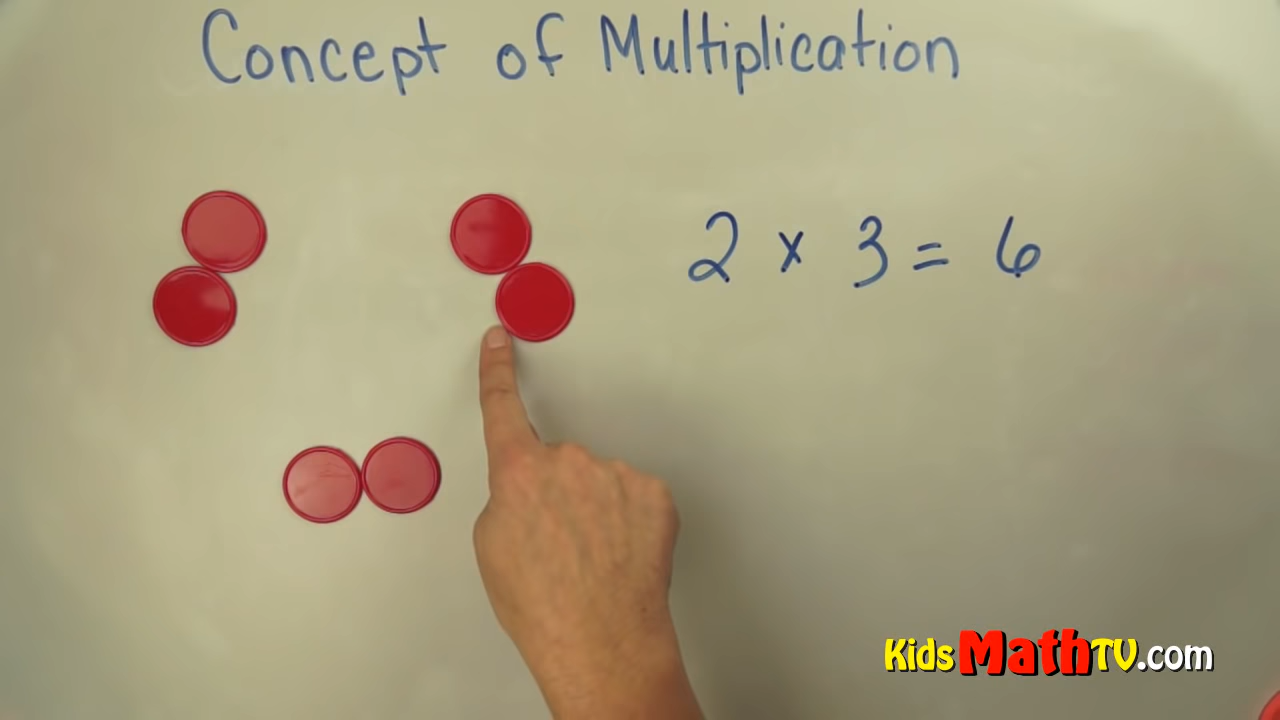 Concept of Multiplication
2 x 3 = 6
KidsMathTV.com